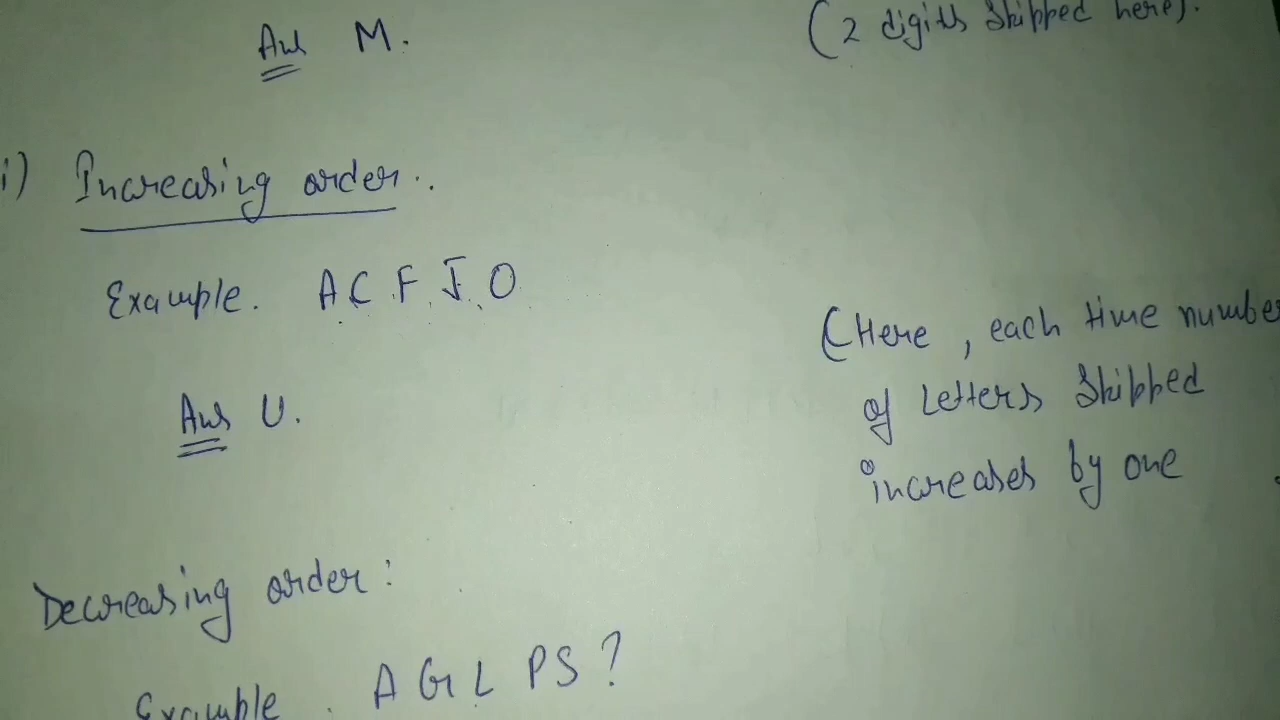 Ans M.
(2 digits skipped here).
i) Increasing order..
Example. A C F J O
(Here, each time number
of Letters skipped
increases by one
Ans U.
Decreasing order:
Example. A G L P S ?